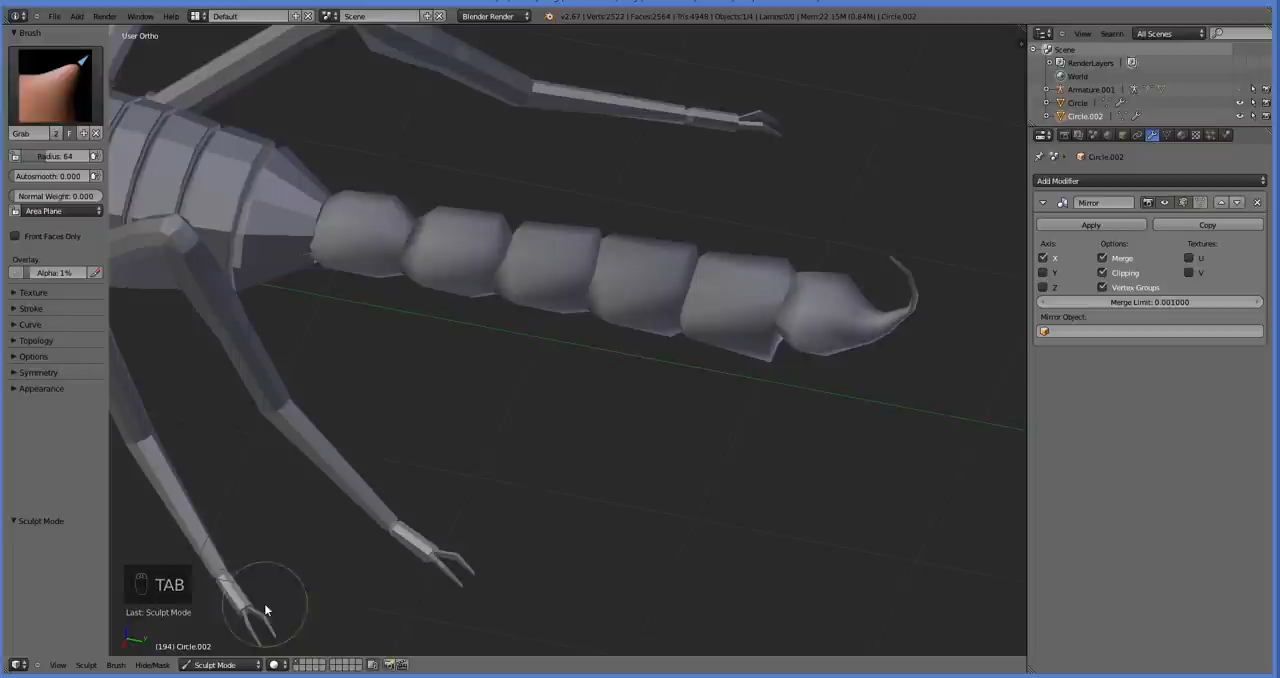 File Add Render Window Help Default Scene Blender Render v2.67 | Verts:2522 | Faces:2564 | Tris:4948 | Objects:1/4 | Lamps:0/0 | Mem:22.15M (0.84M) | Circle.002
Brush
User Ortho
View Search All Scenes
Scene
RenderLayers
World
Armature.001
Circle
Circle.002
Grab 2 F
Radius: 64
Autosmooth: 0.000
Normal Weight: 0.000
Area Plane
Front Faces Only
Overlay:
Alpha: 1%
Texture
Stroke
Curve
Topology
Options
Symmetry
Appearance
Sculpt Mode
Circle.002
Add Modifier
Mirror
Apply Copy
Axis: Options: Textures:
X Merge U
Y Clipping V
Z Vertex Groups
Merge Limit: 0.001000
Mirror Object:
TAB
Last: Sculpt Mode
(194) Circle.002
View Sculpt Brush Hide/Mask Sculpt Mode